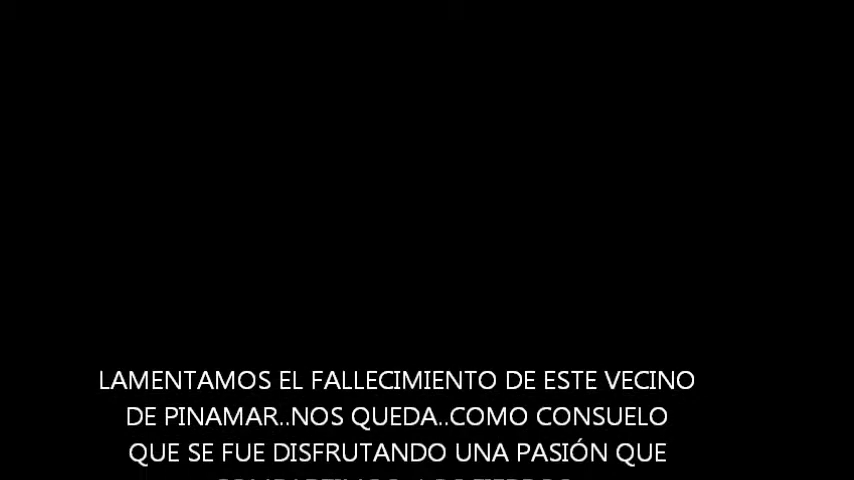 LAMENTAMOS EL FALLECIMIENTO DE ESTE VECINO
DE PINAMAR..NOS QUEDA..COMO CONSUELO
QUE SE FUE DISFRUTANDO UNA PASIÓN QUE